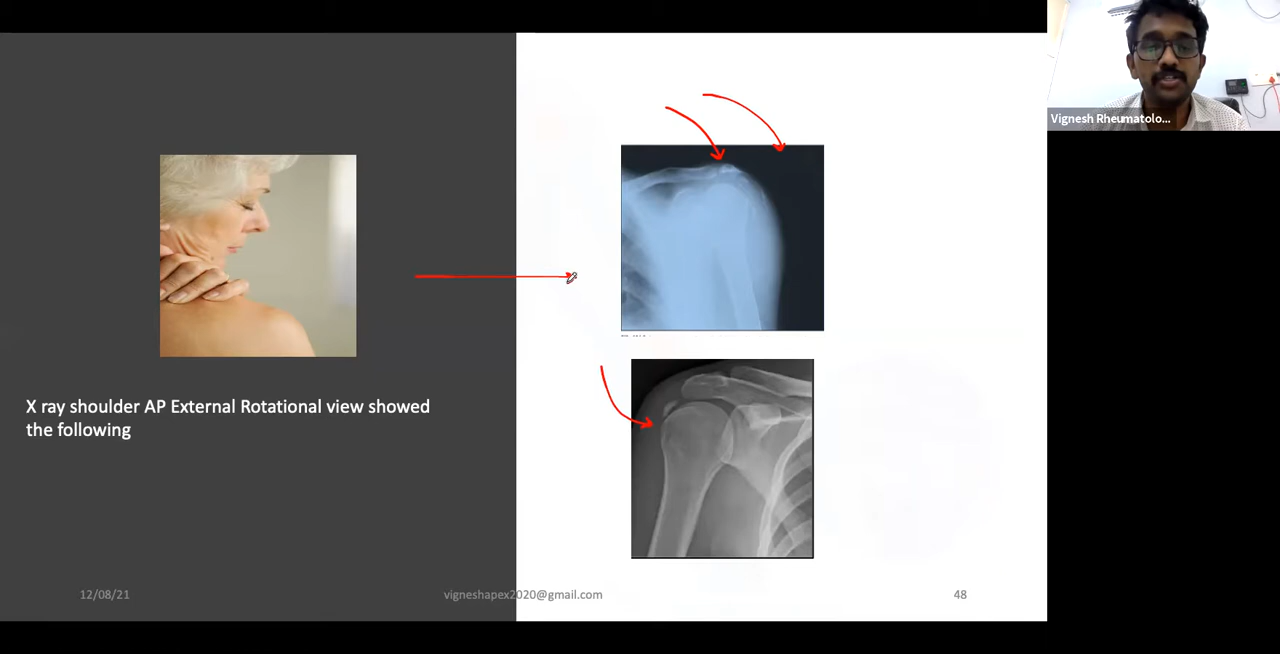 Vignesh Rheumatolo...
X ray shoulder AP External Rotational view showed
the following
12/08/21
vigneshapex2020@gmail.com
48